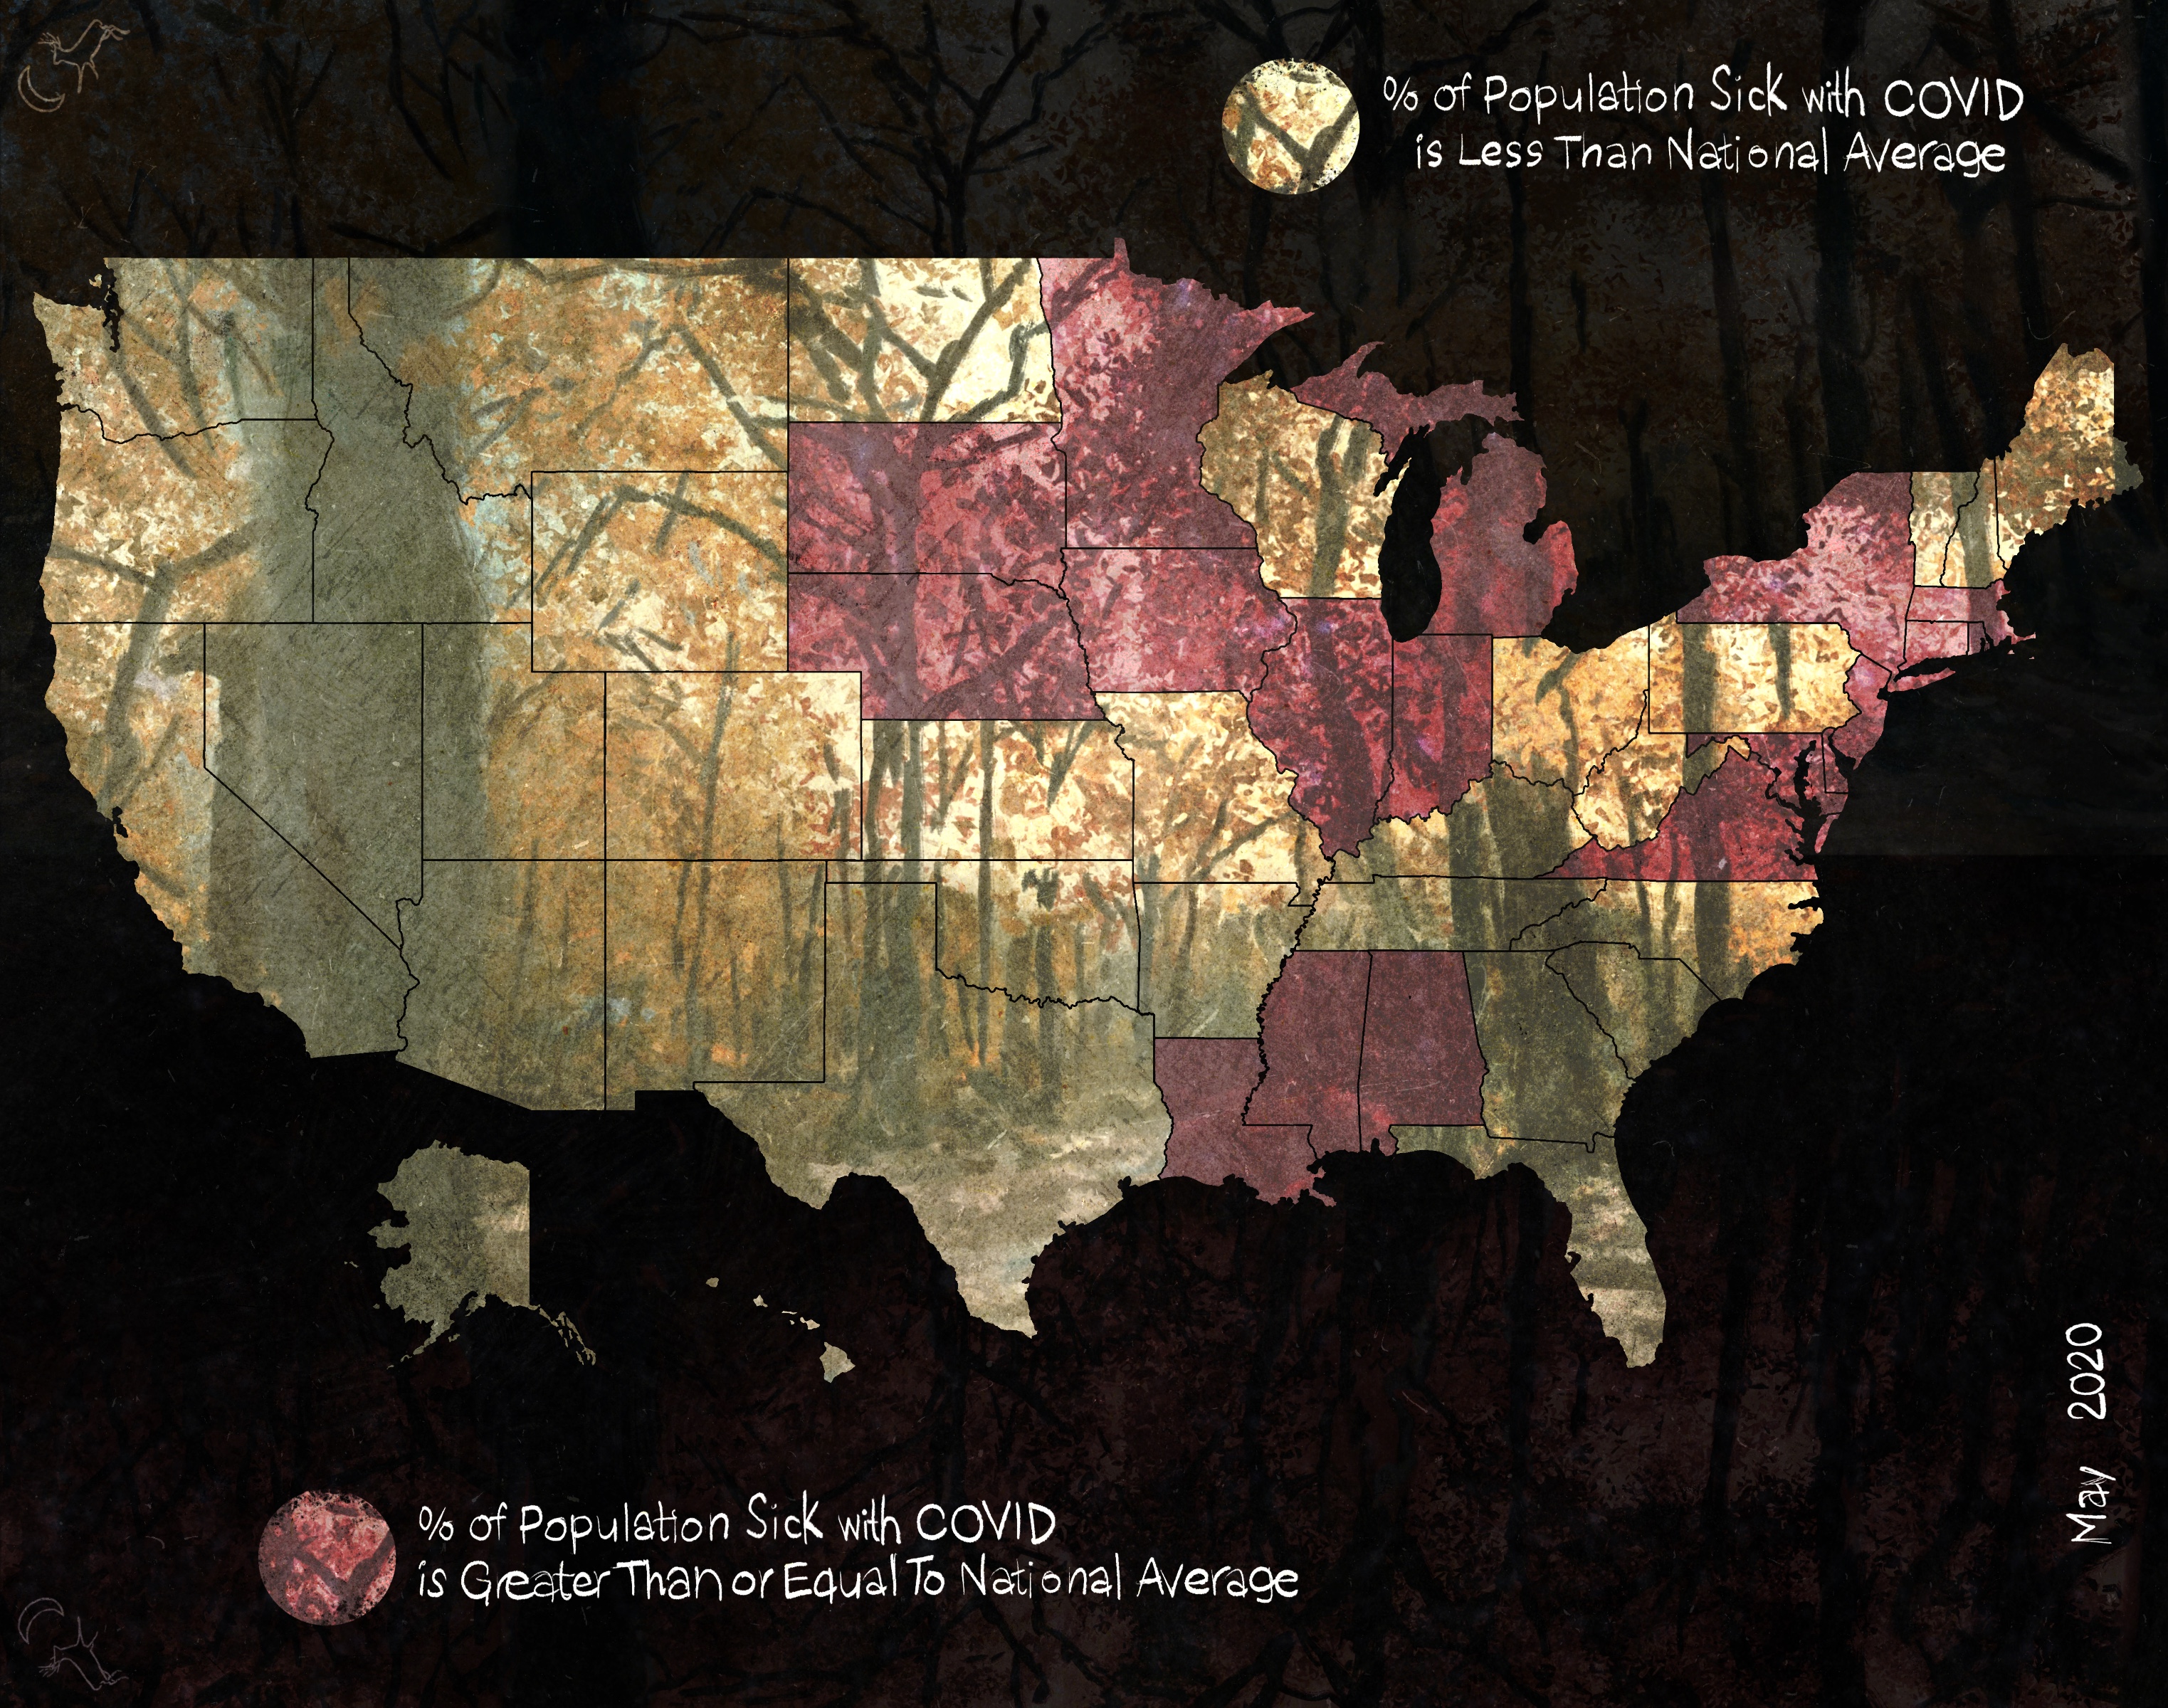 % of Population Sick with COVID
is Less Than National Average
May 2020
% of Population Sick with COVID
is Greater Than or Equal To National Average